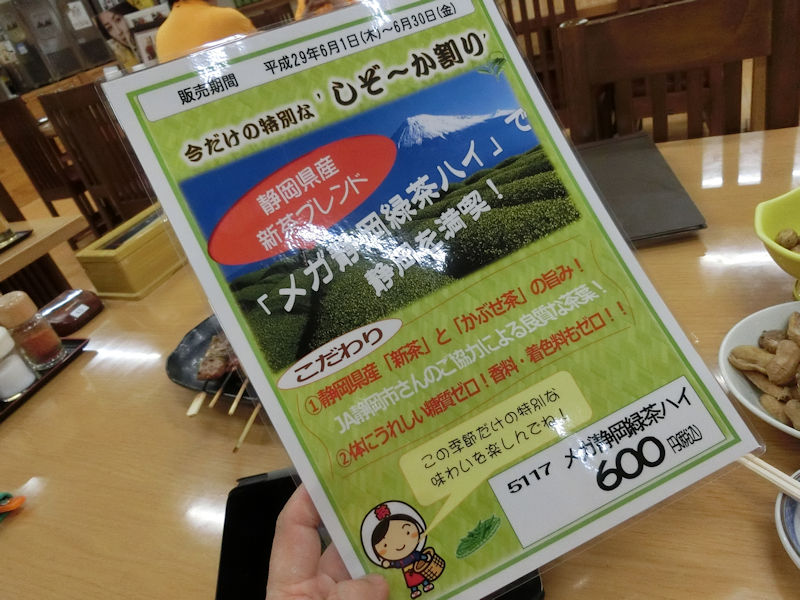 販売期間 平成29年6月1日(木)～6月30日(金)
今だけの特別な'しぞ～か割り'
静岡県産
新茶ブレンド
「メガ静岡緑茶ハイ」で
静岡を満喫！
こだわり
①静岡県産「新茶」と「かぶせ茶」の旨み！
JA静岡市さんのご協力による良質な茶葉！
②体にうれしい糖質ゼロ！香料・着色料もゼロ！！
この季節だけの特別な
味わいを楽しんでね！
5117 メガ静岡緑茶ハイ
600円(税込)
茶